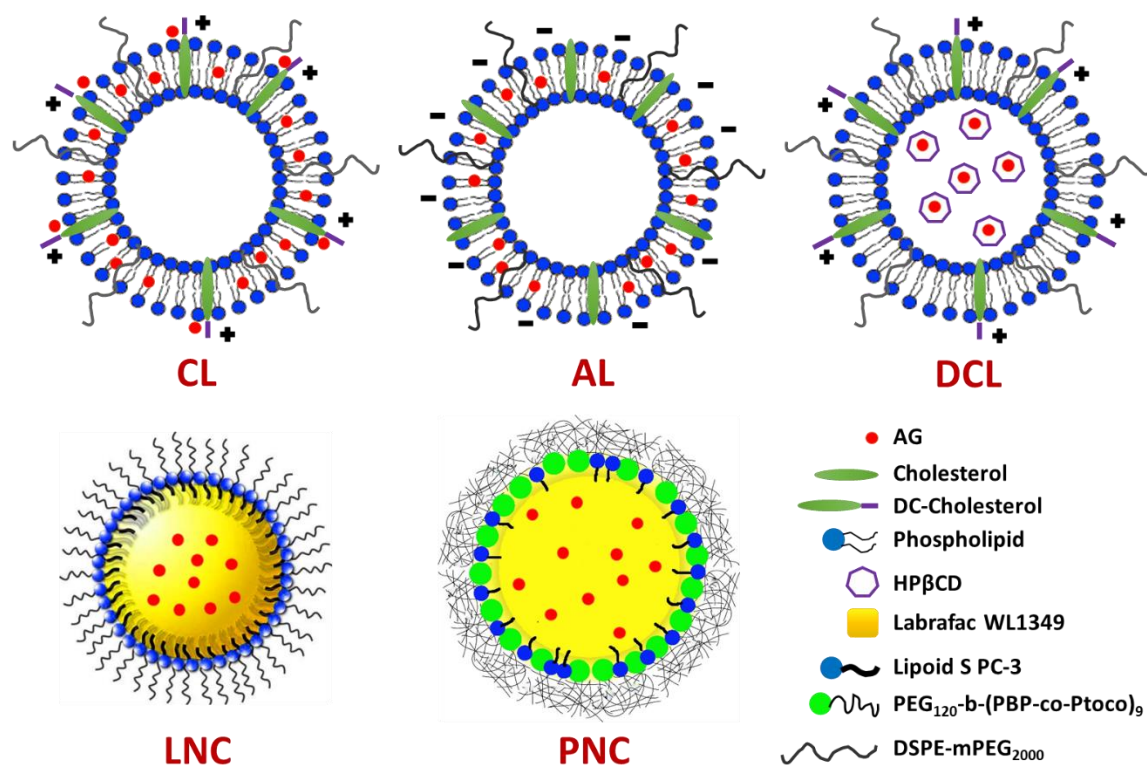 CL
AL
DCL
LNC
PNC
AG
Cholesterol
DC-Cholesterol
Phospholipid
HPβCD
Labrafac WL1349
Lipoid S PC-3
PEG₁₂₀-b-(PBP-co-Ptoco)₉
DSPE-mPEG₂₀₀₀